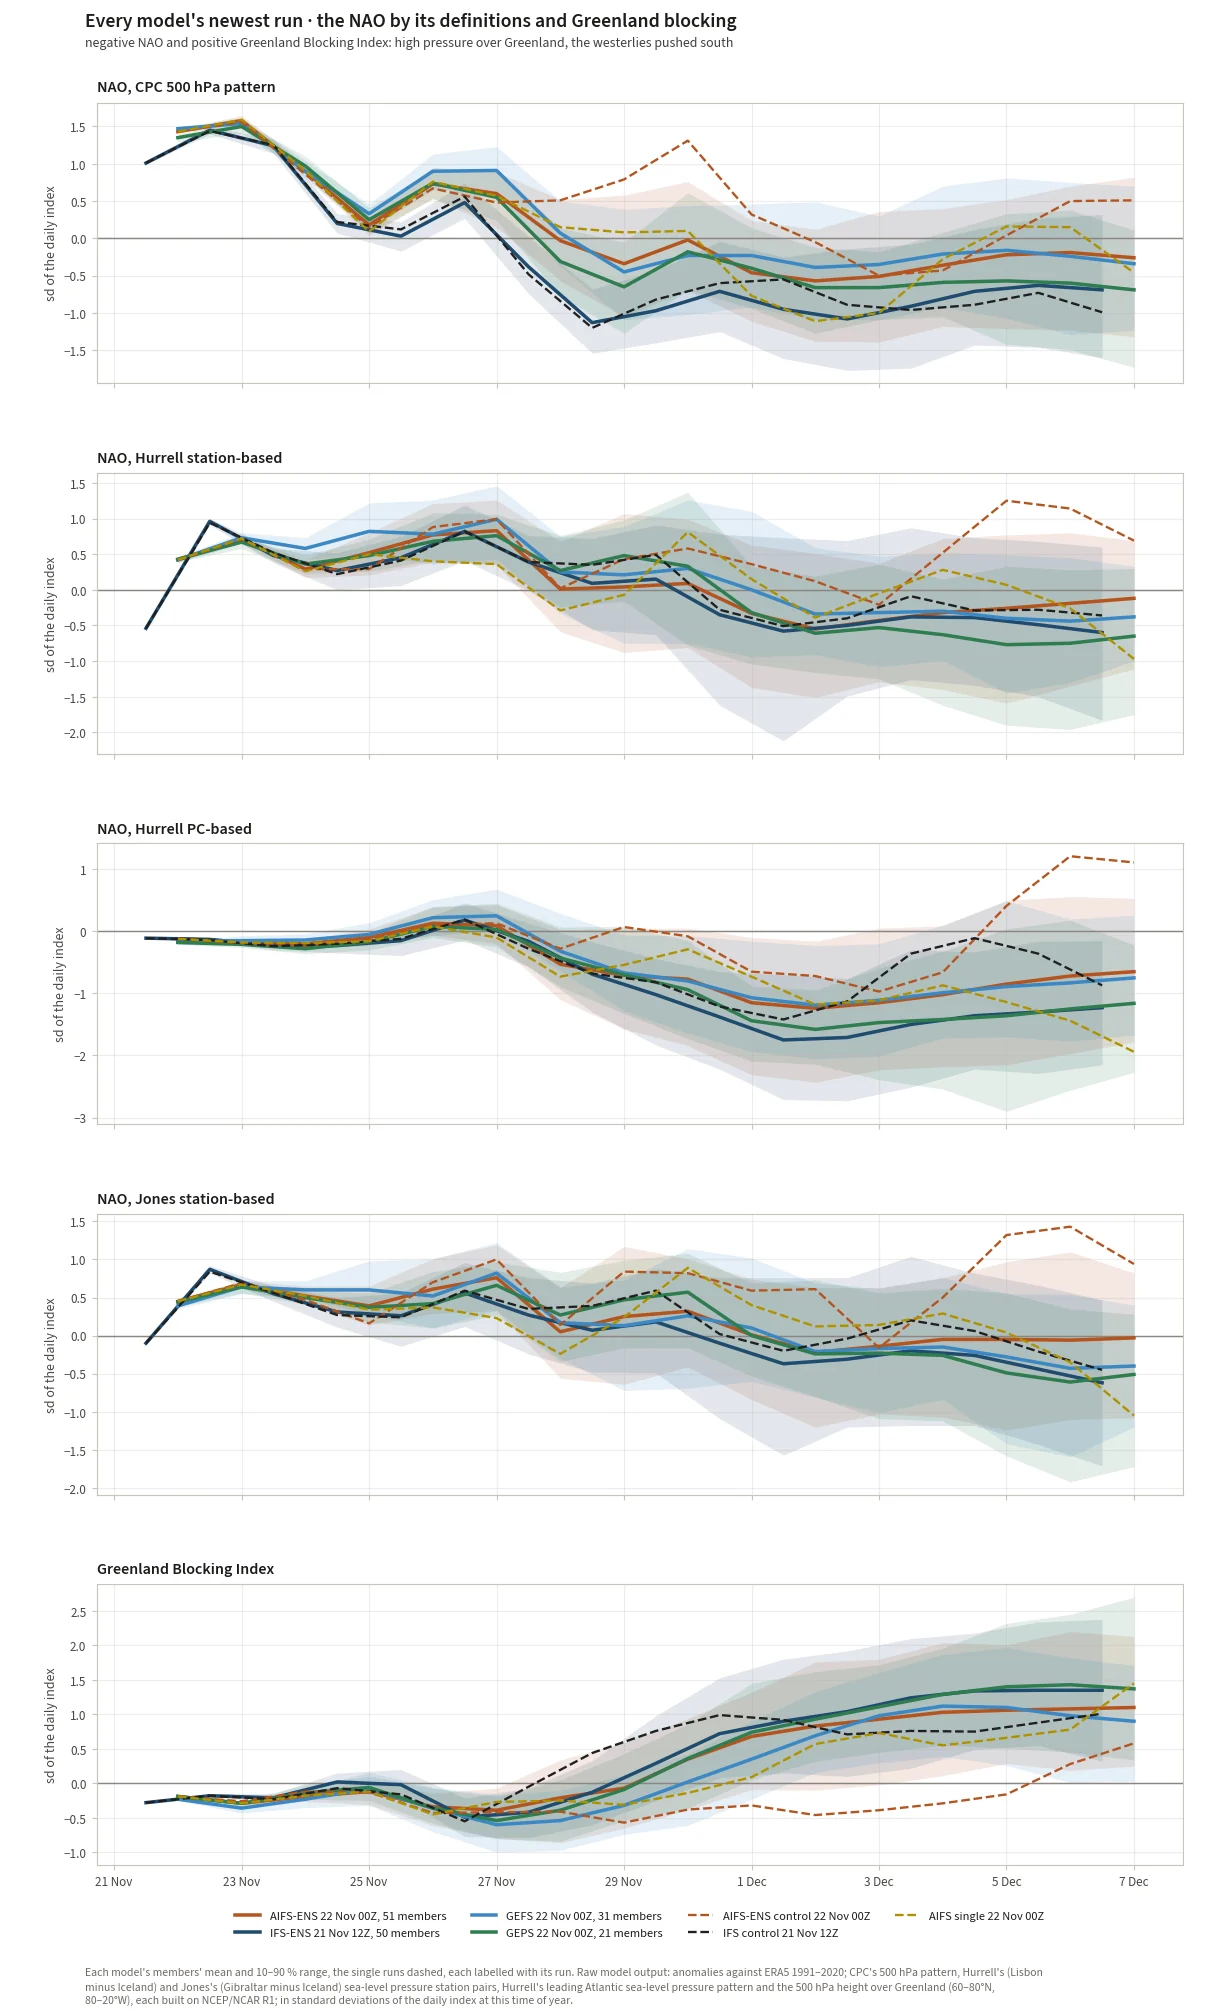 Every model's newest run · the NAO by its definitions and Greenland blocking
negative NAO and positive Greenland Blocking Index: high pressure over Greenland, the westerlies pushed south
NAO, CPC 500 hPa pattern
1.5
1.0
0.5
0.0
−0.5
−1.0
−1.5
sd of the daily index
NAO, Hurrell station-based
1.5
1.0
0.5
0.0
−0.5
−1.0
−1.5
−2.0
sd of the daily index
NAO, Hurrell PC-based
1
0
−1
−2
−3
sd of the daily index
NAO, Jones station-based
1.5
1.0
0.5
0.0
−0.5
−1.0
−1.5
−2.0
sd of the daily index
Greenland Blocking Index
2.5
2.0
1.5
1.0
0.5
0.0
−0.5
−1.0
sd of the daily index
21 Nov
23 Nov
25 Nov
27 Nov
29 Nov
1 Dec
3 Dec
5 Dec
7 Dec
AIFS-ENS 22 Nov 00Z, 51 members
GEFS 22 Nov 00Z, 31 members
AIFS-ENS control 22 Nov 00Z
AIFS single 22 Nov 00Z
IFS-ENS 21 Nov 12Z, 50 members
GEPS 22 Nov 00Z, 21 members
IFS control 21 Nov 12Z
Each model's members' mean and 10–90 % range, the single runs dashed, each labelled with its run. Raw model output: anomalies against ERA5 1991–2020; CPC's 500 hPa pattern, Hurrell's (Lisbon
minus Iceland) and Jones's (Gibraltar minus Iceland) sea-level pressure station pairs, Hurrell's leading Atlantic sea-level pressure pattern and the 500 hPa height over Greenland (60–80°N,
80–20°W), each built on NCEP/NCAR R1; in standard deviations of the daily index at this time of year.